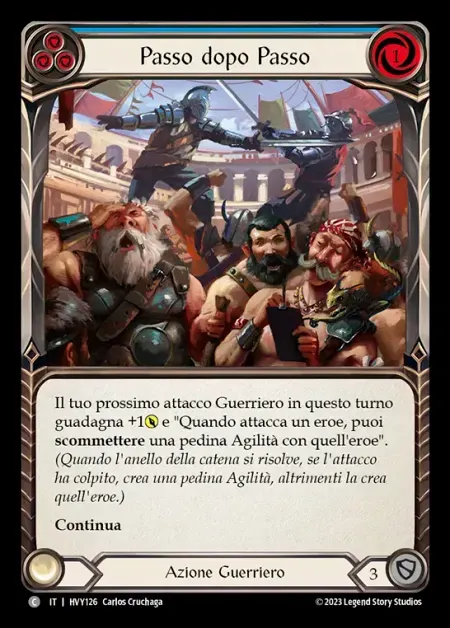 Passo dopo Passo
1
Il tuo prossimo attacco Guerriero in questo turno
guadagna +1 e "Quando attacca un eroe, puoi
scommettere una pedina Agilità con quell'eroe".
(Quando l'anello della catena si risolve, se l'attacco
ha colpito, crea una pedina Agilità, altrimenti la crea
quell'eroe.)
Continua
Azione Guerriero
3
C IT | HVY126 Carlos Cruchaga
© 2023 Legend Story Studios